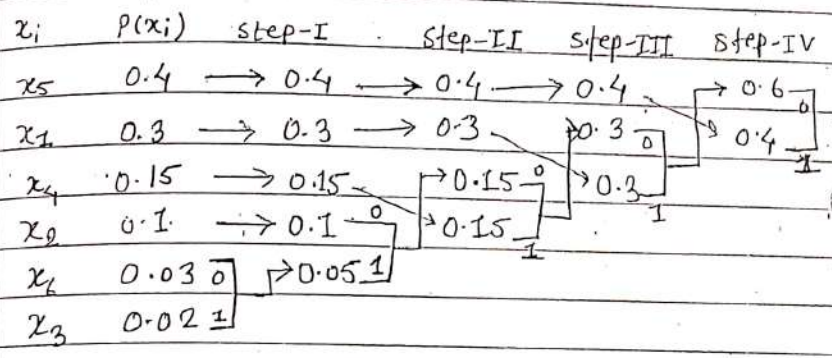 xi P(xi) step-I step-II step-III step-IV
x5 0.4 → 0.4 → 0.4 → 0.4 → 0.6 0
x1 0.3 → 0.3 → 0.3 → 0.3 0 → 0.4 1
x4 0.15 → 0.15 → 0.15 0 → 0.3 1
x2 0.1 → 0.1 0 → 0.15 1
x6 0.03 0 → 0.05 1
x3 0.02 1